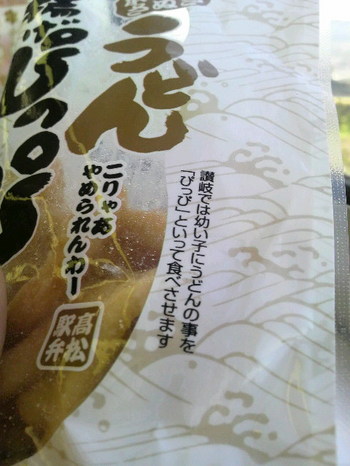 うどん
こりゃあ
やめられんわー
讃岐では幼い子にうどんの事を
「ぴっぴ」といって食べさせます
高松
駅弁